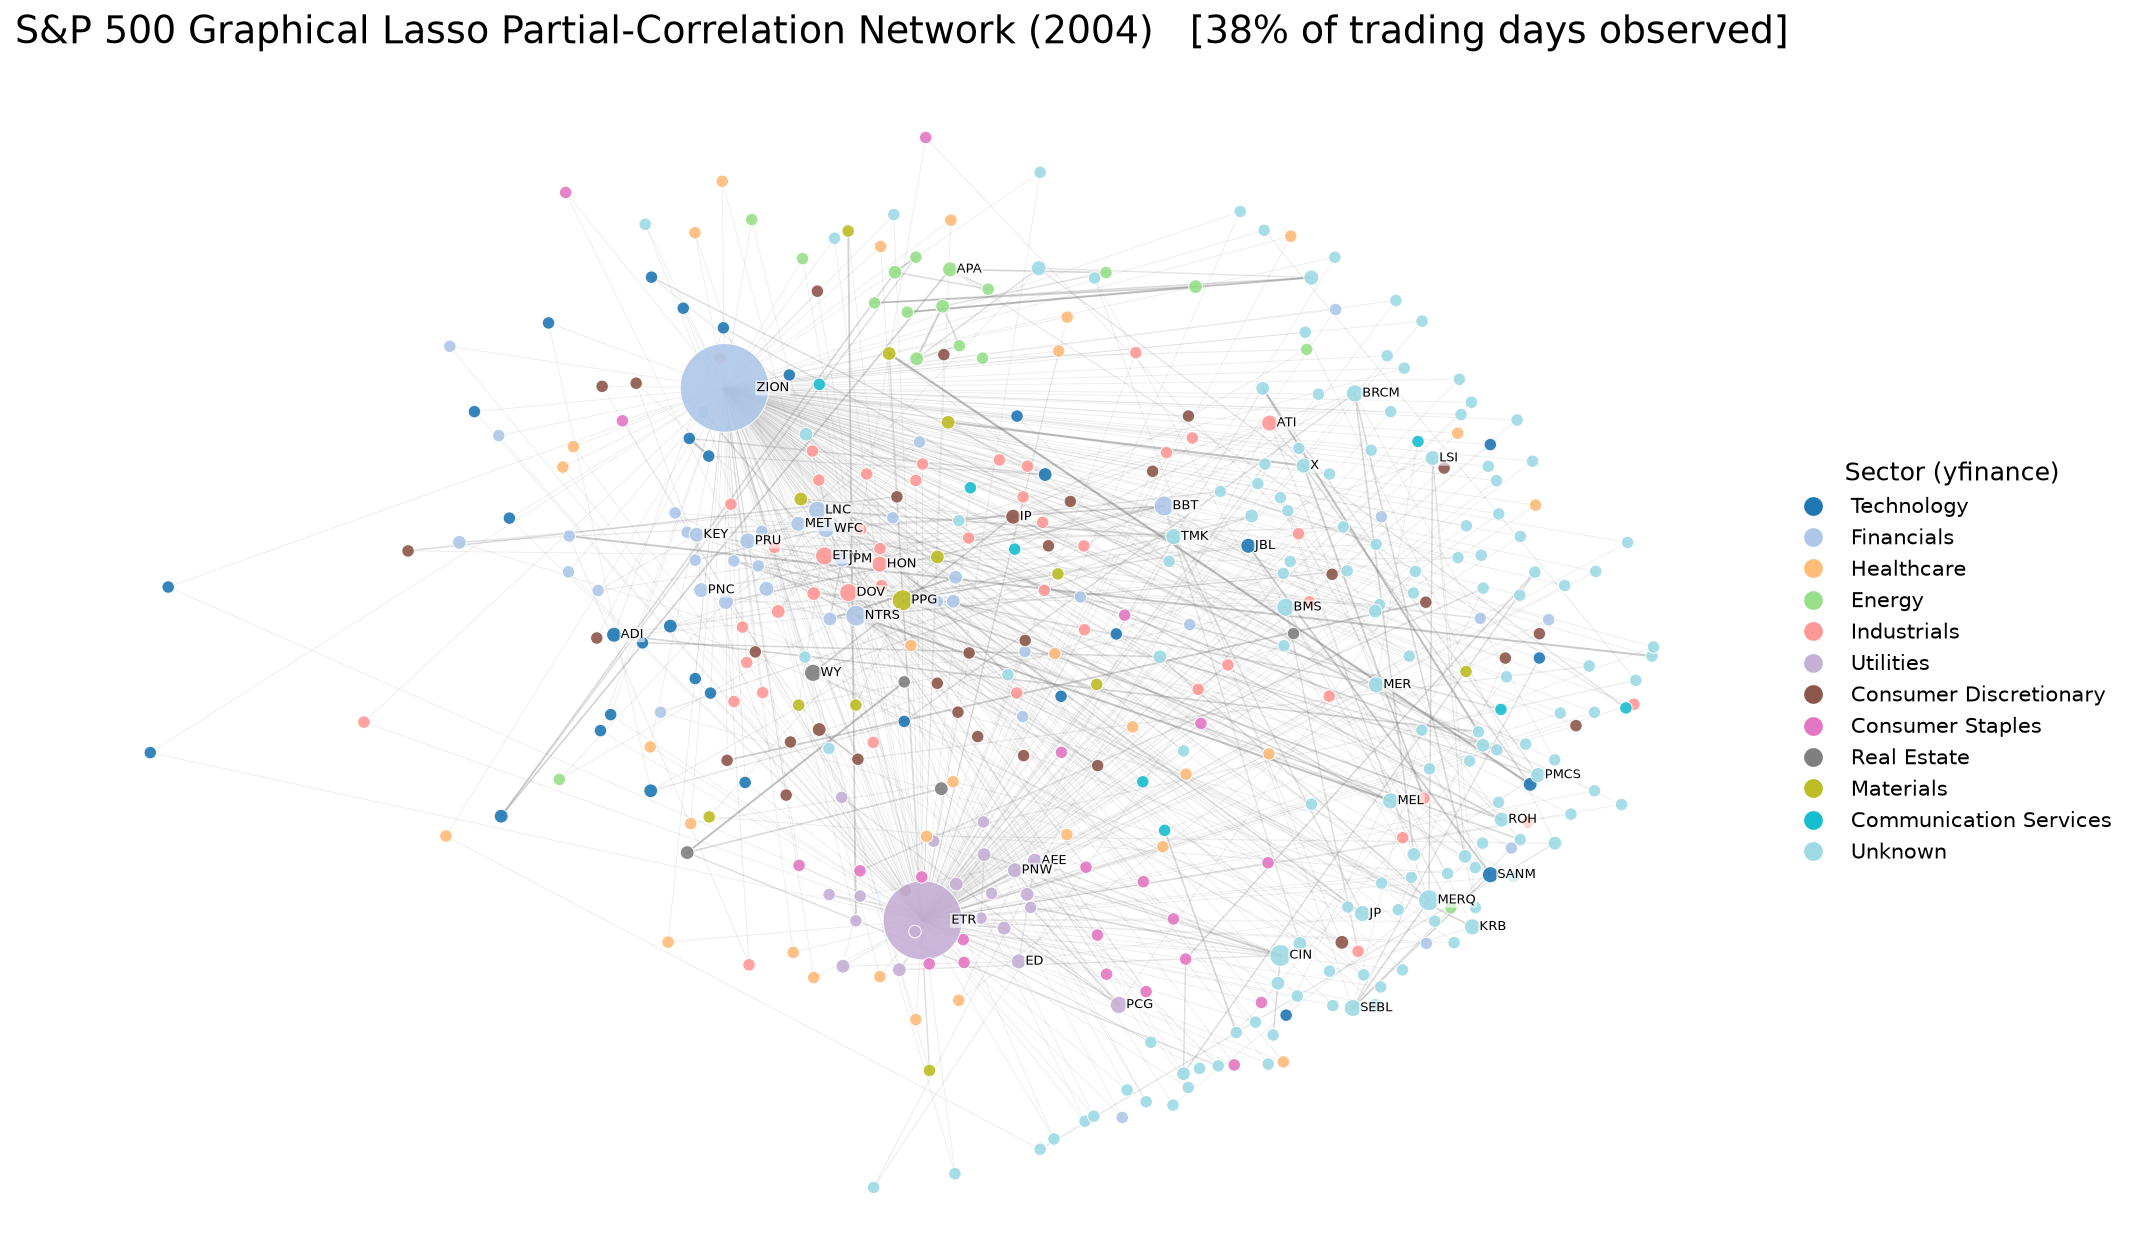 S&P 500 Graphical Lasso Partial-Correlation Network (2004)   [38% of trading days observed]
APA
ZION
BRCM
ATI
LSI
X
BBT
LNC
IP
MET
WFC
KEY
PRU
TMK
JBL
JPM
HON
PNC
DOV
PPG
BMS
NTRS
ADI
WY
MER
PMCS
MEL
ROH
AEE
PNW
SANM
MERQ
JP
ETR
KRB
CIN
ED
PCG
SEBL
Sector (yfinance)
Technology
Financials
Healthcare
Energy
Industrials
Utilities
Consumer Discretionary
Consumer Staples
Real Estate
Materials
Communication Services
Unknown